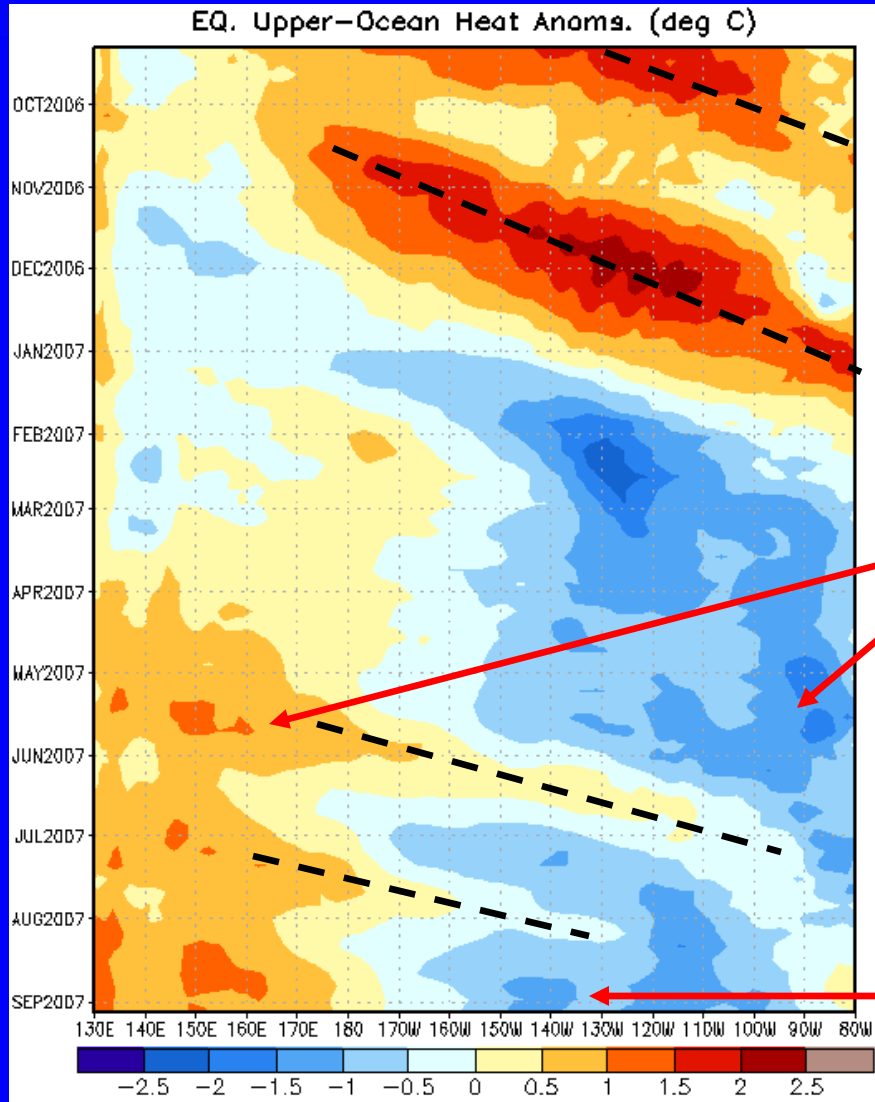 EQ. Upper-Ocean Heat Anoms. (deg C)
OCT2006
NOV2006
DEC2006
JAN2007
FEB2007
MAR2007
APR2007
MAY2007
JUN2007
JUL2007
AUG2007
SEP2007
130E 140E 150E 160E 170E 180 170W 160W 150W 140W 130W 120W 110W 100W 90W 80W
-2.5 -2 -1.5 -1 -0.5 0 0.5 1 1.5 2 2.5